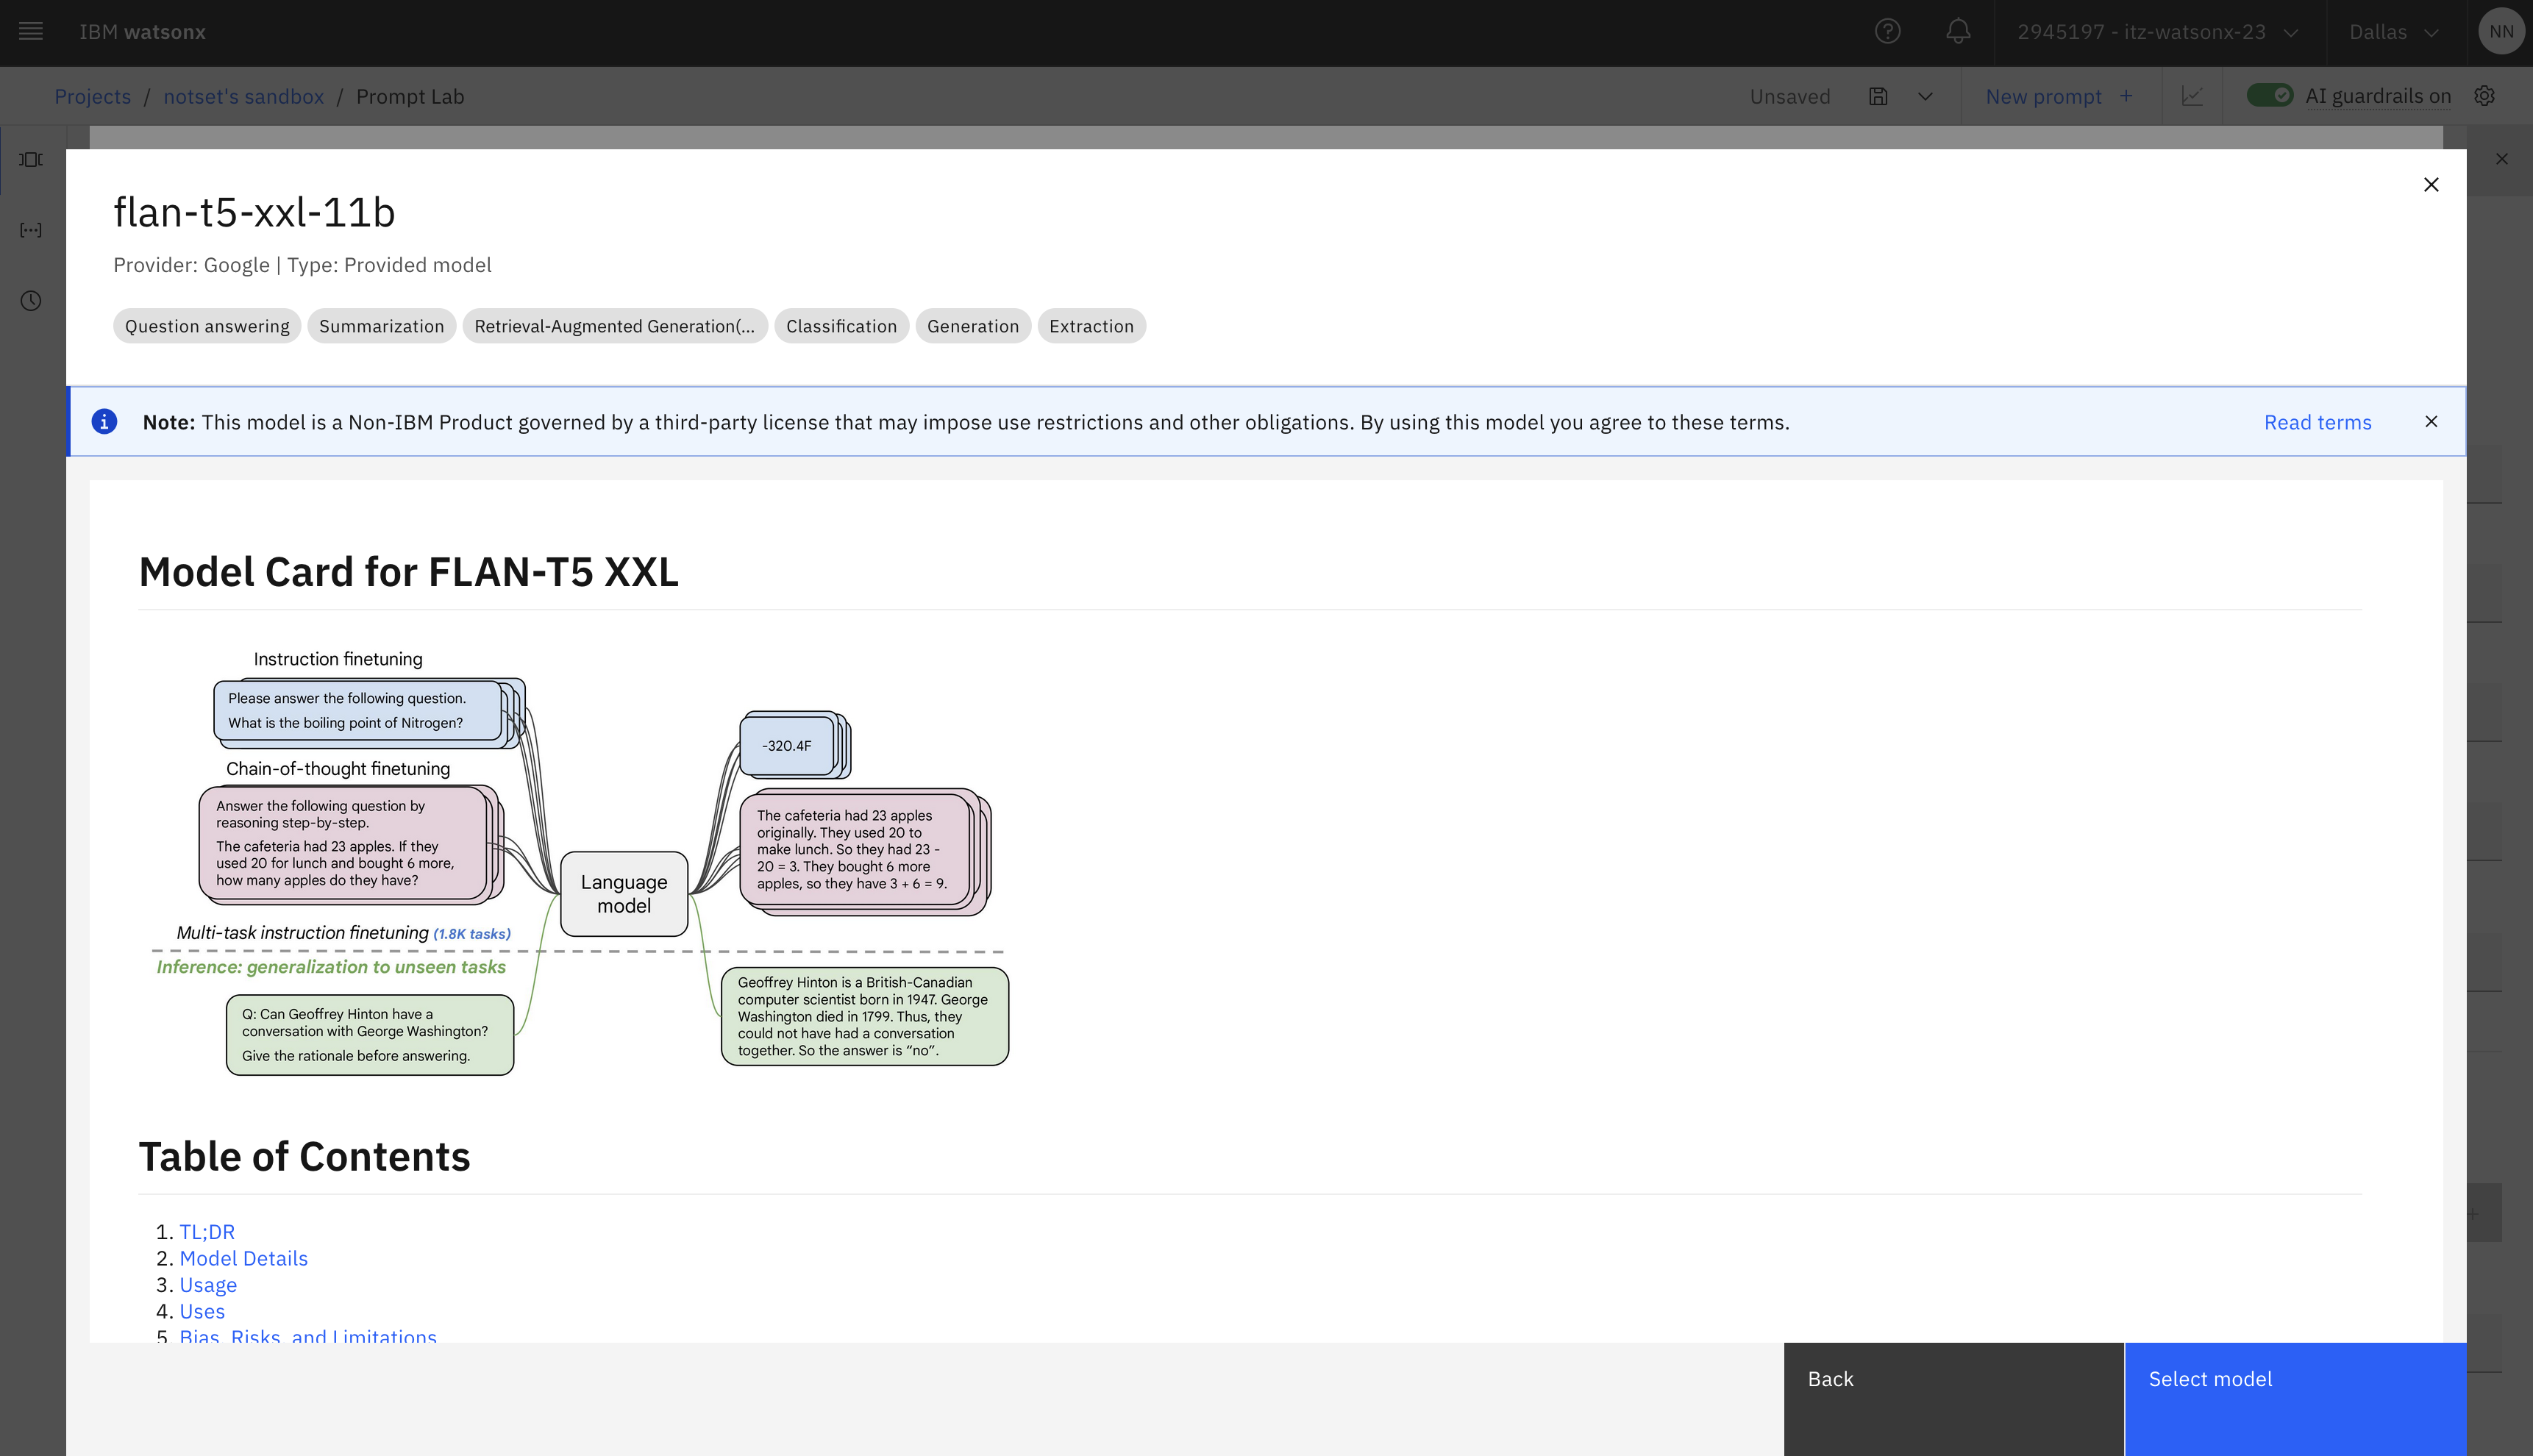 IBM watsonx
2945197 - itz-watsonx-23
Dallas
NN
Projects / notset's sandbox / Prompt Lab
Unsaved
New prompt +
AI guardrails on
flan-t5-xxl-11b
Provider: Google | Type: Provided model
Question answering
Summarization
Retrieval-Augmented Generation(...
Classification
Generation
Extraction
Note: This model is a Non-IBM Product governed by a third-party license that may impose use restrictions and other obligations. By using this model you agree to these terms.
Read terms
Model Card for FLAN-T5 XXL
Instruction finetuning
Please answer the following question.
What is the boiling point of Nitrogen?
-320.4F
Chain-of-thought finetuning
Answer the following question by
reasoning step-by-step.
The cafeteria had 23 apples. If they
used 20 for lunch and bought 6 more,
how many apples do they have?
Language
model
The cafeteria had 23 apples
originally. They used 20 to
make lunch. So they had 23 -
20 = 3. They bought 6 more
apples, so they have 3 + 6 = 9.
Multi-task instruction finetuning (1.8K tasks)
Inference: generalization to unseen tasks
Q: Can Geoffrey Hinton have a
conversation with George Washington?
Give the rationale before answering.
Geoffrey Hinton is a British-Canadian
computer scientist born in 1947. George
Washington died in 1799. Thus, they
could not have had a conversation
together. So the answer is “no”.
Table of Contents
1. TL;DR
2. Model Details
3. Usage
4. Uses
5. Bias, Risks, and Limitations
Back
Select model